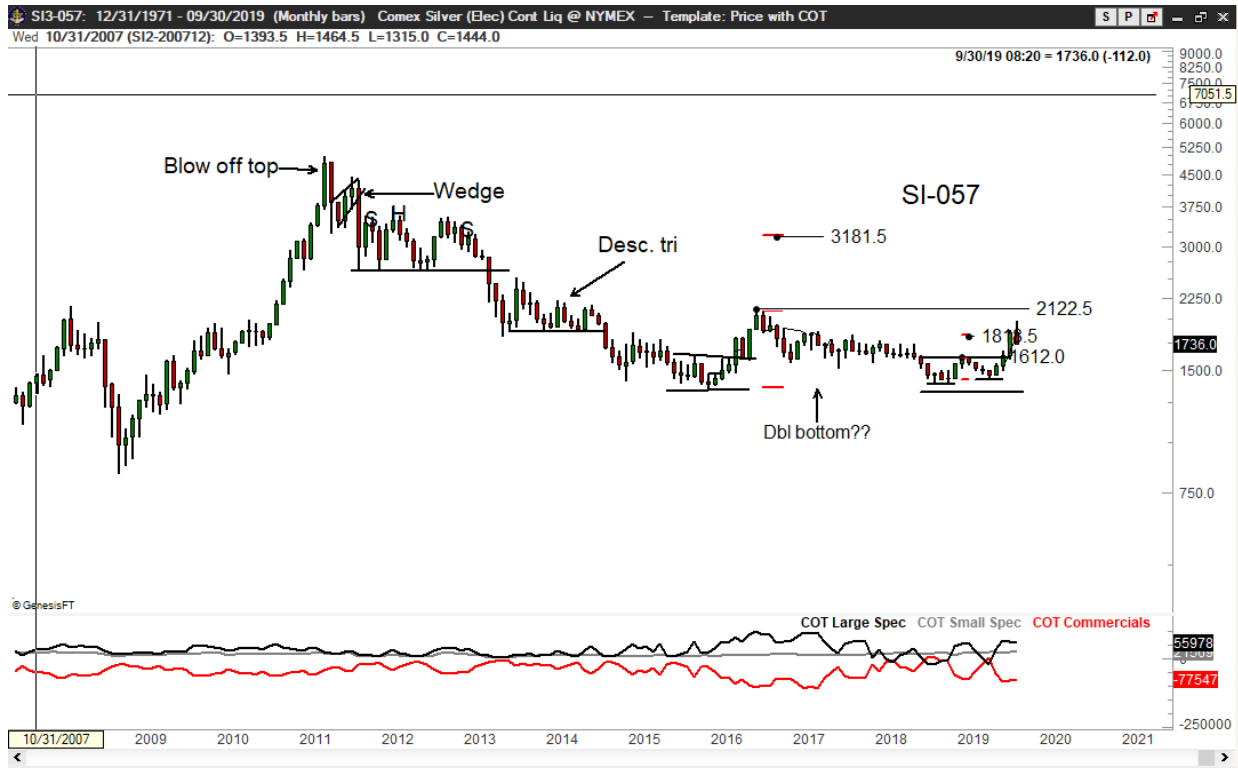 SI3-057: 12/31/1971 - 09/30/2019 (Monthly bars) Comex Silver (Elec) Cont Liq @ NYMEX – Template: Price with COT
S P
Wed 10/31/2007 (SI2-200712): O=1393.5 H=1464.5 L=1315.0 C=1444.0
9/30/19 08:20 = 1736.0 (-112.0)
9000.0
8250.0
7051.5
6000.0
5250.0
Blow off top
4500.0
Wedge
SI-057
S H S
3750.0
3181.5
Desc. tri
3000.0
2250.0
2122.5
1813.5
1736.0
1612.0
1500.0
Dbl bottom??
750.0
© GenesisFT
COT Large Spec COT Small Spec COT Commercials
55978
0
-77547
-250000
10/31/2007 2009 2010 2011 2012 2013 2014 2015 2016 2017 2018 2019 2020 2021